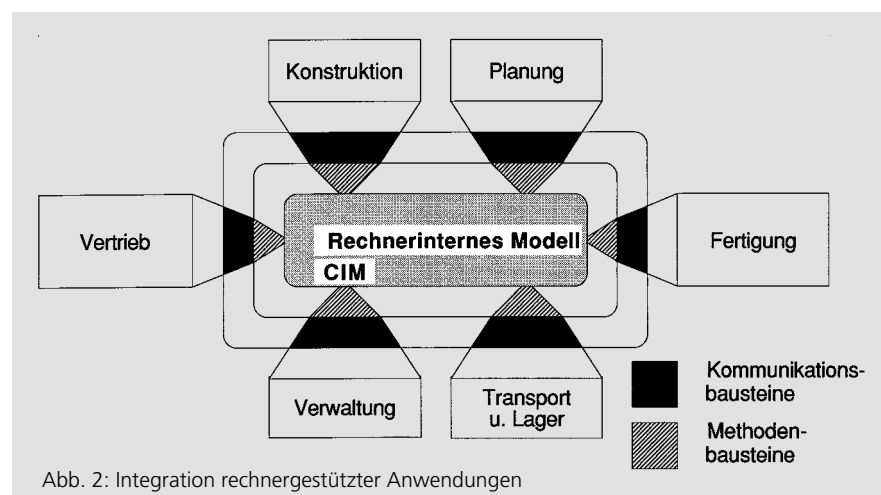 Konstruktion
Planung
Vertrieb
Rechnerinternes Modell
CIM
Fertigung
Verwaltung
Transport
u. Lager
Kommunikations-
bausteine
Methoden-
bausteine
Abb. 2: Integration rechnergestützter Anwendungen